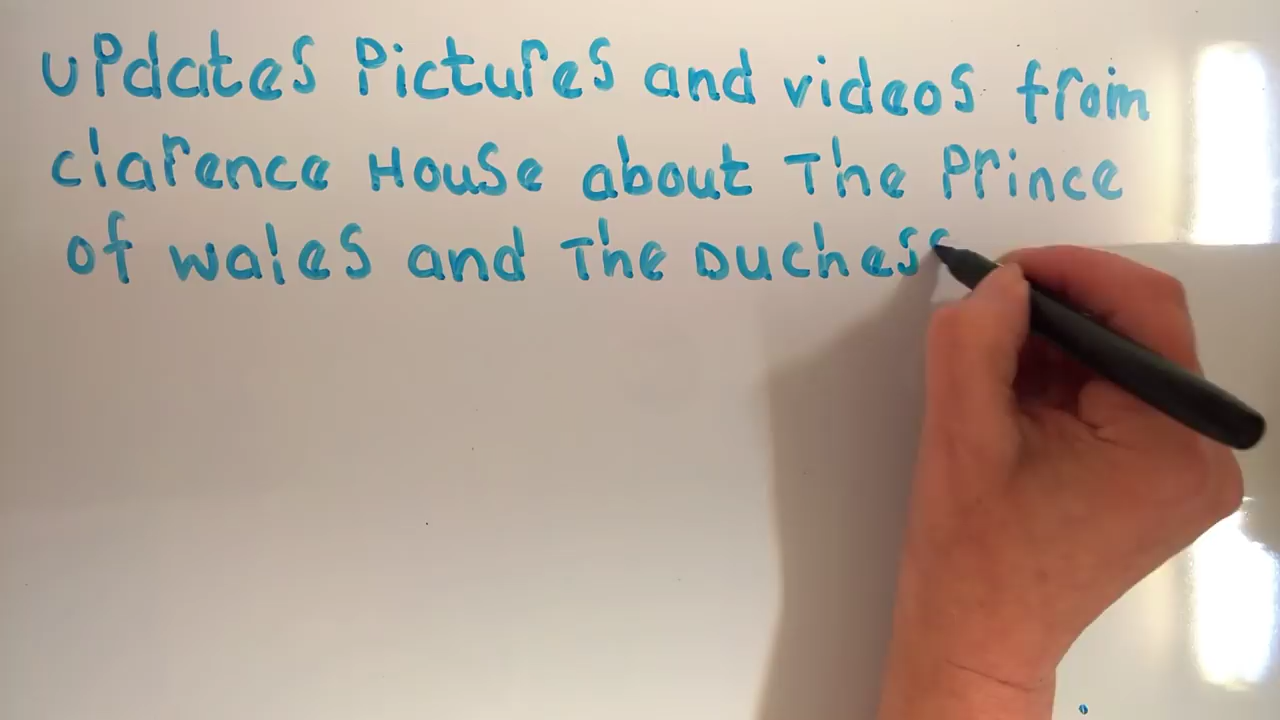 updates Pictures and videos from
clarence House about The Prince
of wales and The Duchess